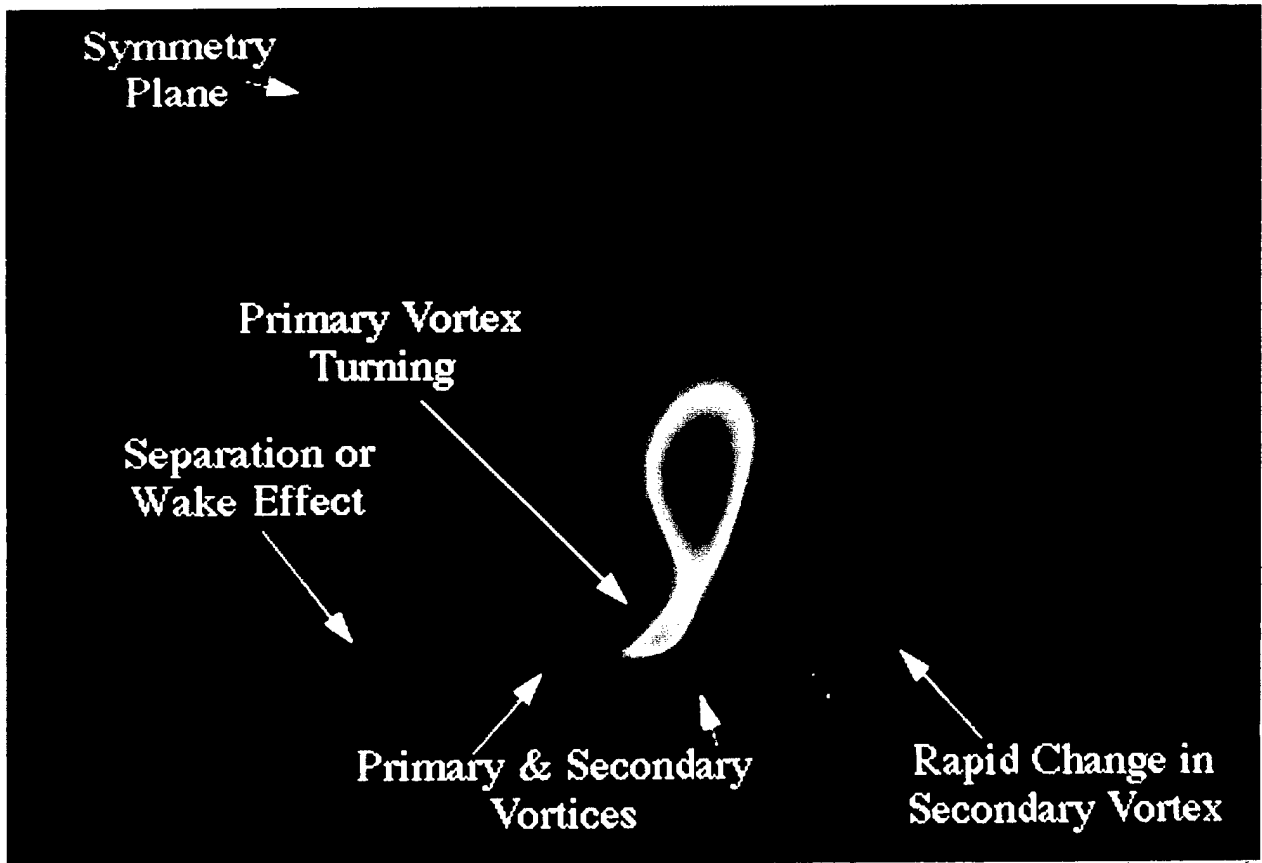 Symmetry
Plane
Primary Vortex
Turning
Separation or
Wake Effect
Primary & Secondary
Vortices
Rapid Change in
Secondary Vortex